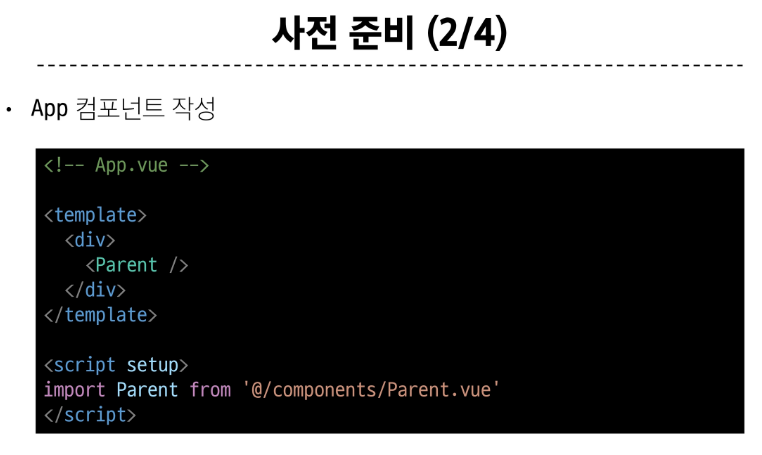 사전 준비 (2/4)
• App 컴포넌트 작성
<!-- App.vue -->
<template>
  <div>
    <Parent />
  </div>
</template>
<script setup>
import Parent from '@/components/Parent.vue'
</script>